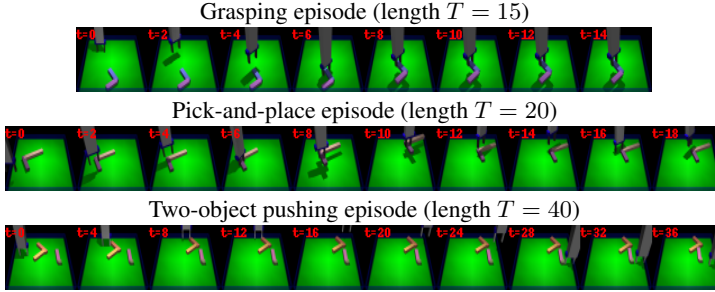 Grasping episode (length T = 15)
t=0 t=2 t=4 t=6 t=8 t=10 t=12 t=14
Pick-and-place episode (length T = 20)
t=0 t=2 t=4 t=6 t=8 t=10 t=12 t=14 t=16 t=18
Two-object pushing episode (length T = 40)
t=0 t=4 t=8 t=12 t=16 t=20 t=24 t=28 t=32 t=36